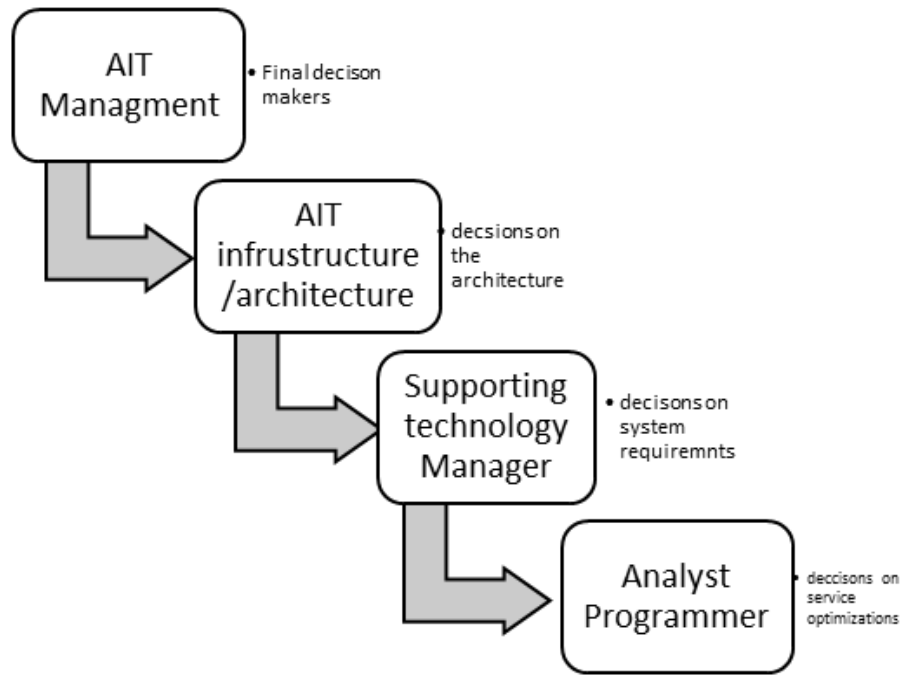 AIT
Managment
• Final decison
makers
AIT
infrustructure
/architecture
• decsions on
the
architecture
Supporting
technology
Manager
• decisons on
system
requiremnts
Analyst
Programmer
• deccisons on
service
optimizations